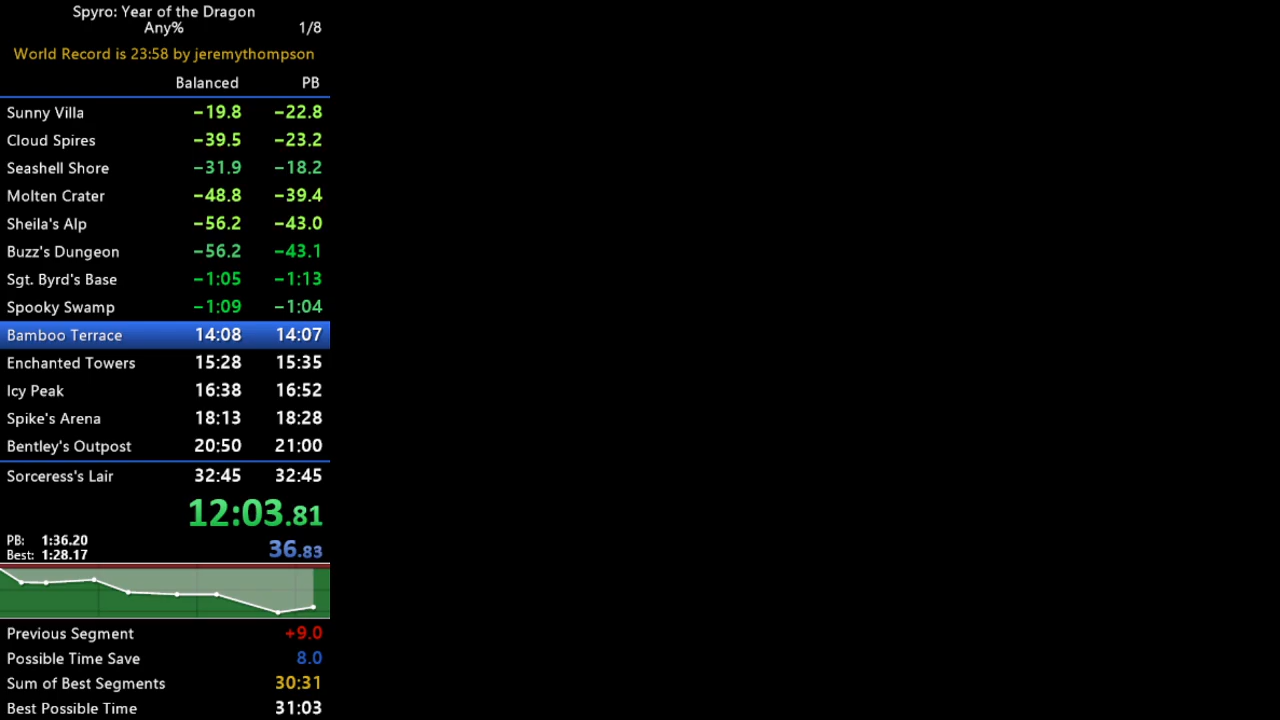 Spyro: Year of the Dragon
Any% 1/8
World Record is 23:58 by jeremythompson
Balanced PB
Sunny Villa −19.8 −22.8
Cloud Spires −39.5 −23.2
Seashell Shore −31.9 −18.2
Molten Crater −48.8 −39.4
Sheila's Alp −56.2 −43.0
Buzz's Dungeon −56.2 −43.1
Sgt. Byrd's Base −1:05 −1:13
Spooky Swamp −1:09 −1:04
Bamboo Terrace 14:08 14:07
Enchanted Towers 15:28 15:35
Icy Peak 16:38 16:52
Spike's Arena 18:13 18:28
Bentley's Outpost 20:50 21:00
Sorceress's Lair 32:45 32:45
12:03.81
PB: 1:36.20
Best: 1:28.17 36.83
Previous Segment +9.0
Possible Time Save 8.0
Sum of Best Segments 30:31
Best Possible Time 31:03